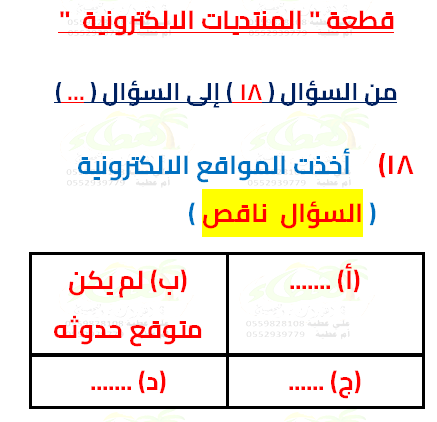 قطعة " المنتديات الالكترونية "
من السؤال ( ١٨ ) إلى السؤال ( ... )
١٨) أخذت المواقع الالكترونية
( السؤال ناقص )
(أ) .......
(ب) لم يكن
متوقع حدوثه
(ج) ......
(د) .......